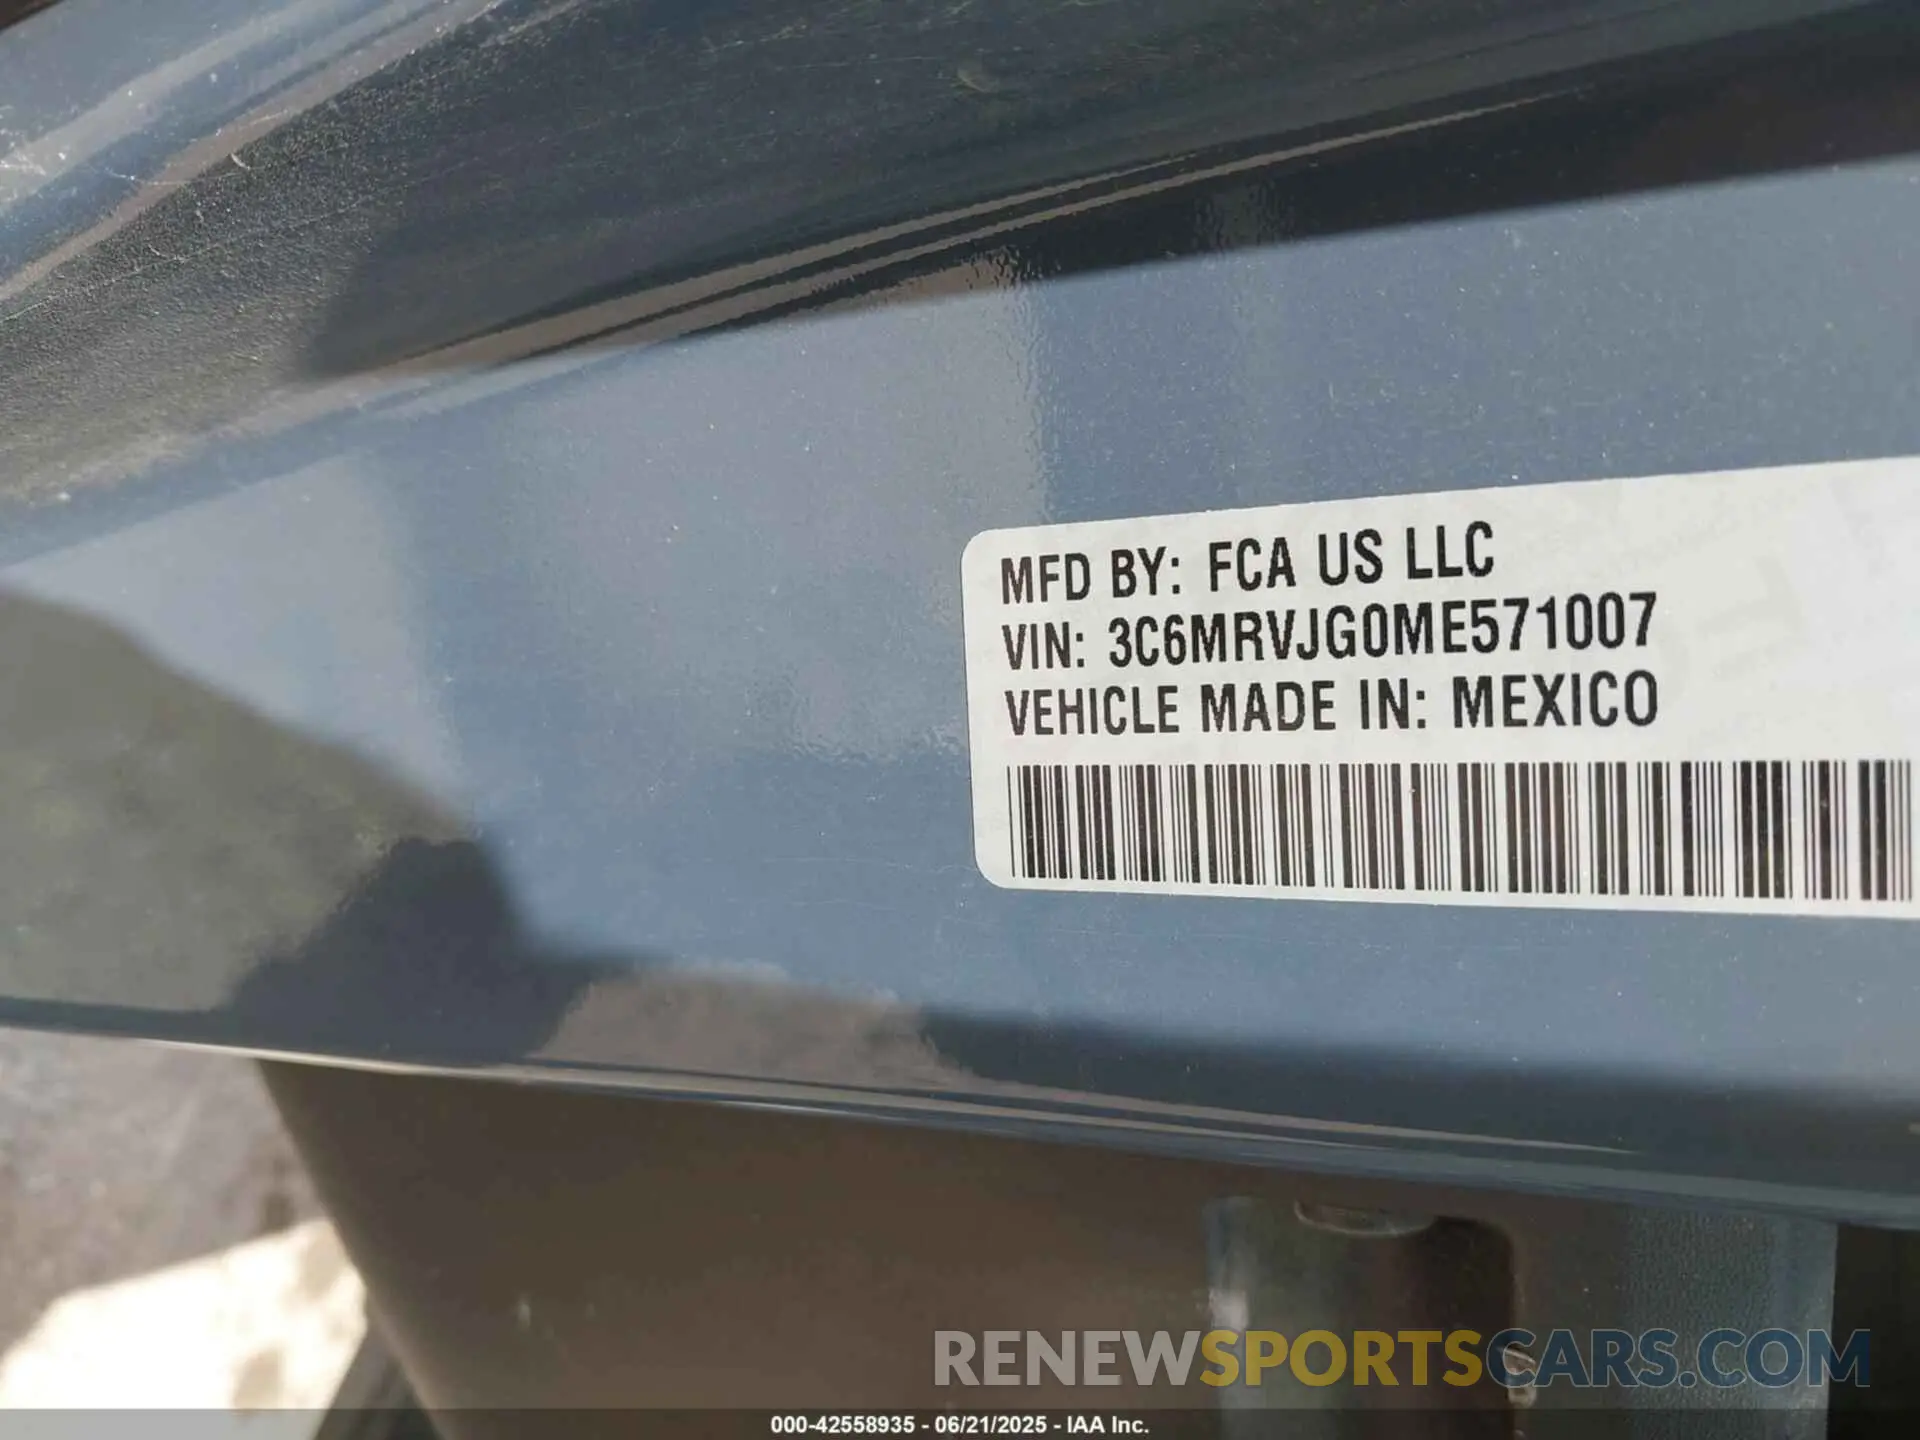 MFD BY: FCA US LLC
VIN: 3C6MRVJG0ME571007
VEHICLE MADE IN: MEXICO
RENEWSPORTSCARS.COM
000-42558935 - 06/21/2025 - IAA Inc.